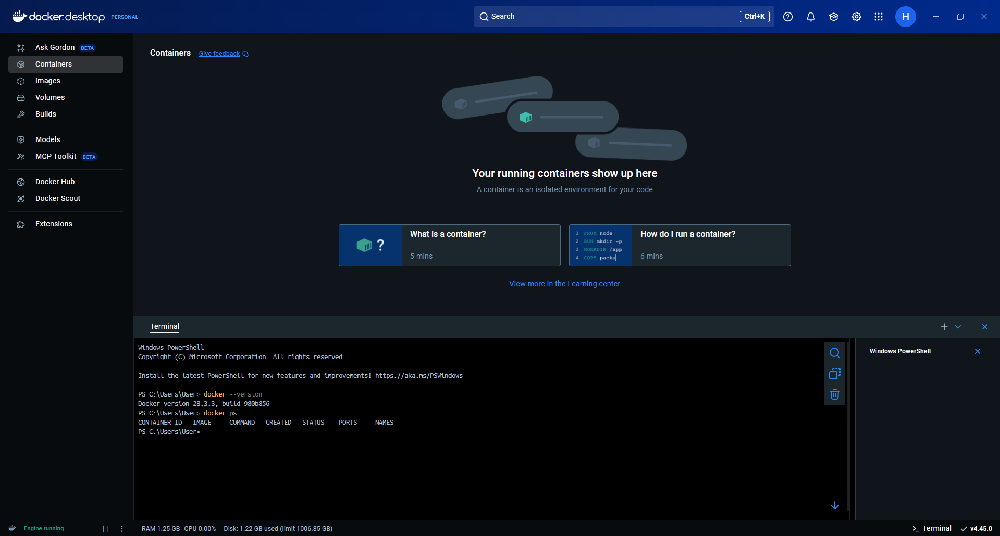 docker.desktop PERSONAL
Search
Ctrl+K
H
Ask Gordon BETA
Containers
Images
Volumes
Builds
Models
MCP Toolkit BETA
Docker Hub
Docker Scout
Extensions
Containers Give feedback
Your running containers show up here
A container is an isolated environment for your code
?
What is a container?
5 mins
1 FROM node
2 RUN mkdir -p
3 WORKDIR /app
4 COPY packa
How do I run a container?
6 mins
View more in the Learning center
Terminal
Windows PowerShell
Copyright (C) Microsoft Corporation. All rights reserved.
Install the latest PowerShell for new features and improvements! https://aka.ms/PSWindows
PS C:\Users\User> docker --version
Docker version 28.3.3, build 980b856
PS C:\Users\User> docker ps
CONTAINER ID IMAGE COMMAND CREATED STATUS PORTS NAMES
PS C:\Users\User>
Windows PowerShell
Engine running
RAM 1.25 GB CPU 0.00% Disk: 1.22 GB used (limit 1006.85 GB)
Terminal
v4.45.0